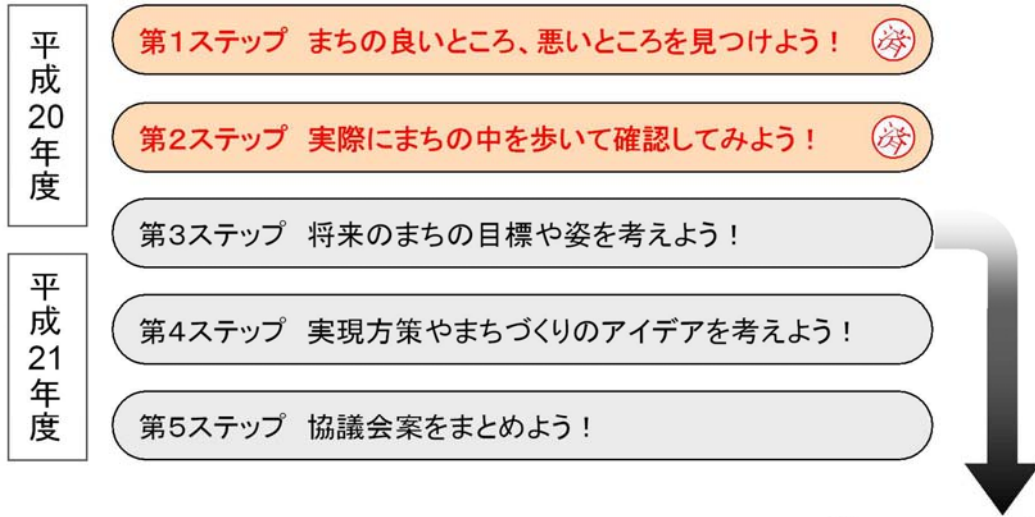 平成20年度
第1ステップ まちの良いところ、悪いところを見つけよう！ 済
第2ステップ 実際にまちの中を歩いて確認してみよう！ 済
第3ステップ 将来のまちの目標や姿を考えよう！
平成21年度
第4ステップ 実現方策やまちづくりのアイデアを考えよう！
第5ステップ 協議会案をまとめよう！